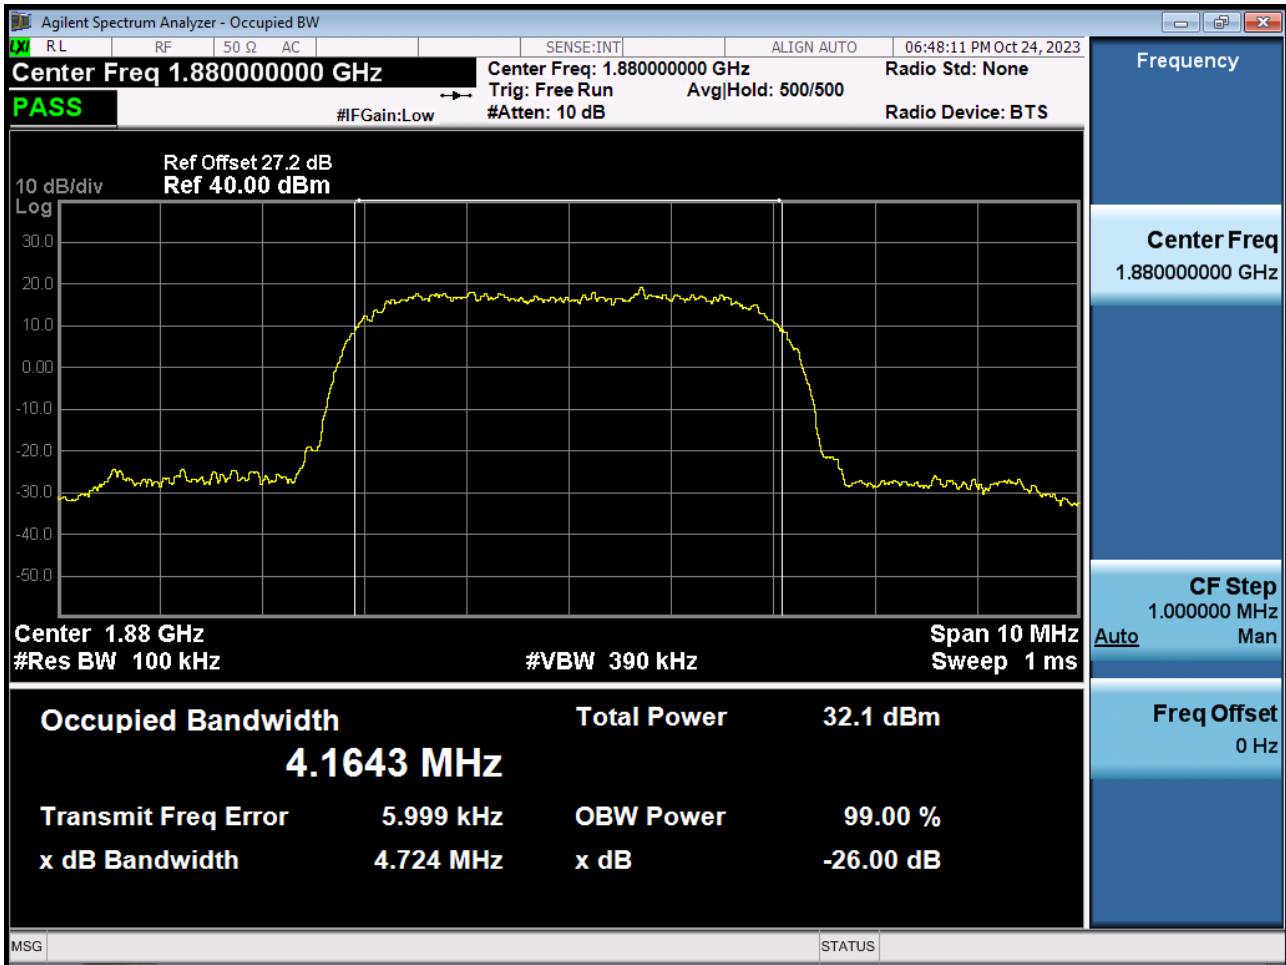 Agilent Spectrum Analyzer - Occupied BW
LXI RL RF 50 Ω AC SENSE:INT ALIGN AUTO 06:48:11 PM Oct 24, 2023
Center Freq 1.880000000 GHz
Center Freq: 1.880000000 GHz
Radio Std: None
Trig: Free Run Avg|Hold: 500/500
PASS
#IFGain:Low
#Atten: 10 dB
Radio Device: BTS
Ref Offset 27.2 dB
10 dB/div Ref 40.00 dBm
Log
30.0
20.0
10.0
0.00
-10.0
-20.0
-30.0
-40.0
-50.0
Center 1.88 GHz Span 10 MHz
#Res BW 100 kHz #VBW 390 kHz Sweep 1 ms
Occupied Bandwidth Total Power 32.1 dBm
4.1643 MHz
Transmit Freq Error 5.999 kHz OBW Power 99.00 %
x dB Bandwidth 4.724 MHz x dB -26.00 dB
MSG STATUS
Frequency
Center Freq
1.880000000 GHz
CF Step
1.000000 MHz
Auto Man
Freq Offset
0 Hz